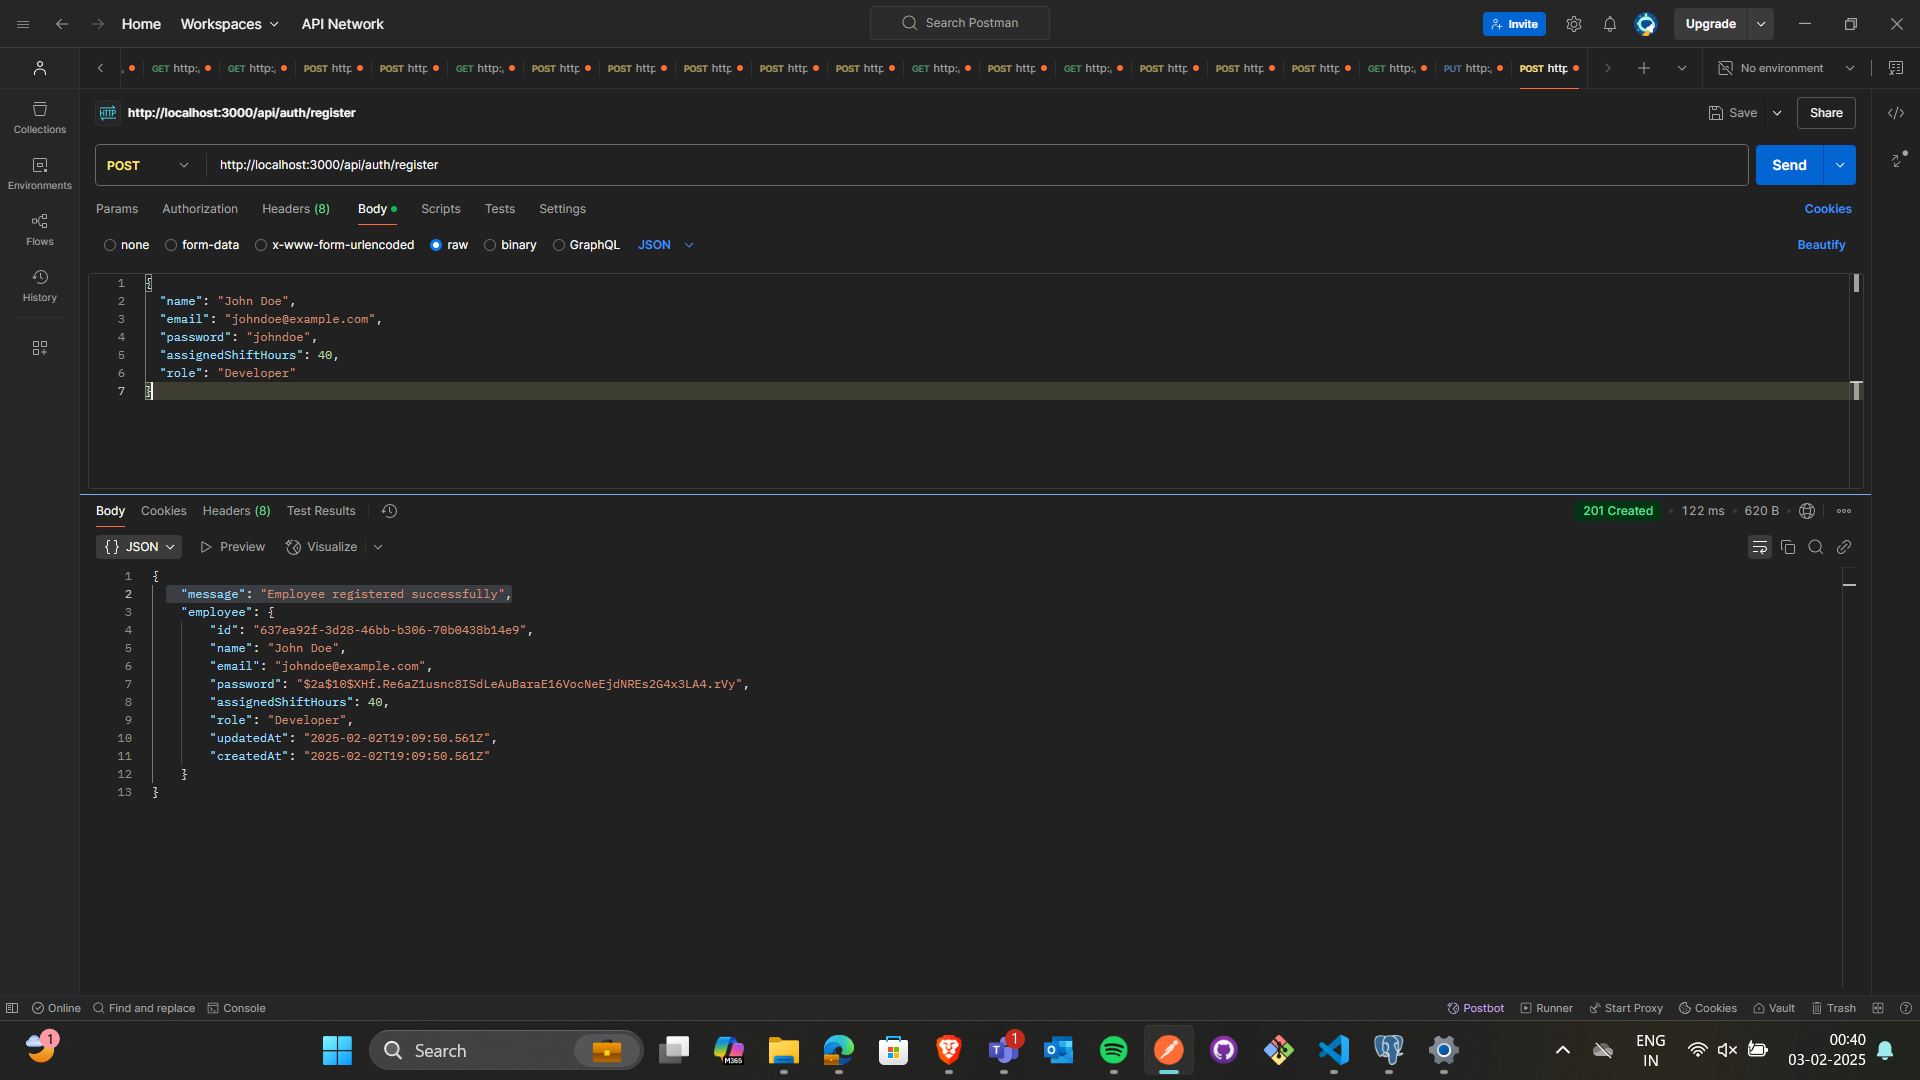 Home Workspaces API Network Search Postman Invite Upgrade
GET http:, GET http:, POST http POST http GET http:, POST http POST http POST http POST http POST http GET http:, POST http GET http:, POST http POST http POST http GET http:, PUT http:, POST http No environment
HTTP http://localhost:3000/api/auth/register Save Share
Collections
POST http://localhost:3000/api/auth/register Send
Environments
Params Authorization Headers (8) Body Scripts Tests Settings Cookies
Flows
none form-data x-www-form-urlencoded raw binary GraphQL JSON Beautify
History
1 {
2 "name": "John Doe",
3 "email": "johndoe@example.com",
4 "password": "johndoe",
5 "assignedShiftHours": 40,
6 "role": "Developer"
7 }
Body Cookies Headers (8) Test Results 201 Created 122 ms 620 B
{} JSON Preview Visualize
1 {
2 "message": "Employee registered successfully",
3 "employee": {
4 "id": "637ea92f-3d28-46bb-b306-70b0438b14e9",
5 "name": "John Doe",
6 "email": "johndoe@example.com",
7 "password": "$2a$10$XHf.Re6aZ1usnc8ISdLeAuBaraE16VocNeEjdNREs2G4x3LA4.rVy",
8 "assignedShiftHours": 40,
9 "role": "Developer",
10 "updatedAt": "2025-02-02T19:09:50.561Z",
11 "createdAt": "2025-02-02T19:09:50.561Z"
12 }
13 }
Online Find and replace Console Postbot Runner Start Proxy Cookies Vault Trash
1 Search M365 T 1 ENG IN 00:40
03-02-2025